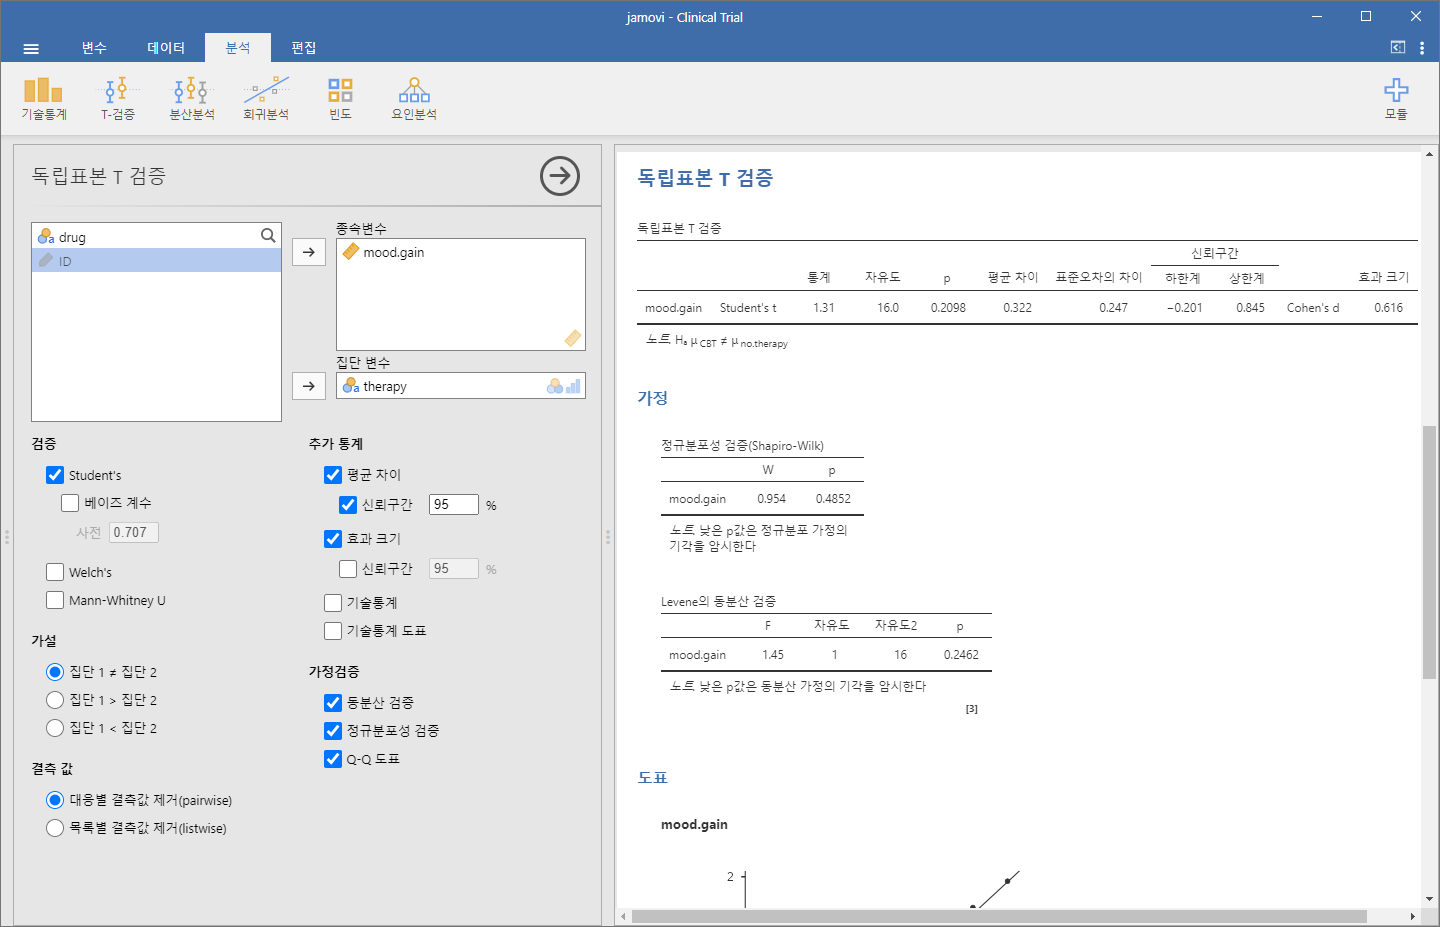 jamovi - Clinical Trial
변수 데이터 분석 편집
기술통계 T-검증 분산분석 회귀분석 빈도 요인분석 모듈
독립표본 T 검증
drug
ID
종속변수
mood.gain
집단 변수
therapy
검증
Student's
베이즈 계수
사전 0.707
Welch's
Mann-Whitney U
가설
집단 1 ≠ 집단 2
집단 1 > 집단 2
집단 1 < 집단 2
결측 값
대응별 결측값 제거(pairwise)
목록별 결측값 제거(listwise)
추가 통계
평균 차이
신뢰구간 95 %
효과 크기
신뢰구간 95 %
기술통계
기술통계 도표
가정검증
동분산 검증
정규분포성 검증
Q-Q 도표
독립표본 T 검증
독립표본 T 검증
신뢰구간
통계 자유도 p 평균 차이 표준오차의 차이 하한계 상한계 효과 크기
mood.gain Student's t 1.31 16.0 0.2098 0.322 0.247 −0.201 0.845 Cohen's d 0.616
노트. Hₐ μ CBT ≠ μ no.therapy
가정
정규분포성 검증(Shapiro-Wilk)
W p
mood.gain 0.954 0.4852
노트. 낮은 p값은 정규분포 가정의
기각을 암시한다
Levene의 동분산 검증
F 자유도 자유도2 p
mood.gain 1.45 1 16 0.2462
노트. 낮은 p값은 동분산 가정의 기각을 암시한다
[3]
도표
mood.gain
2